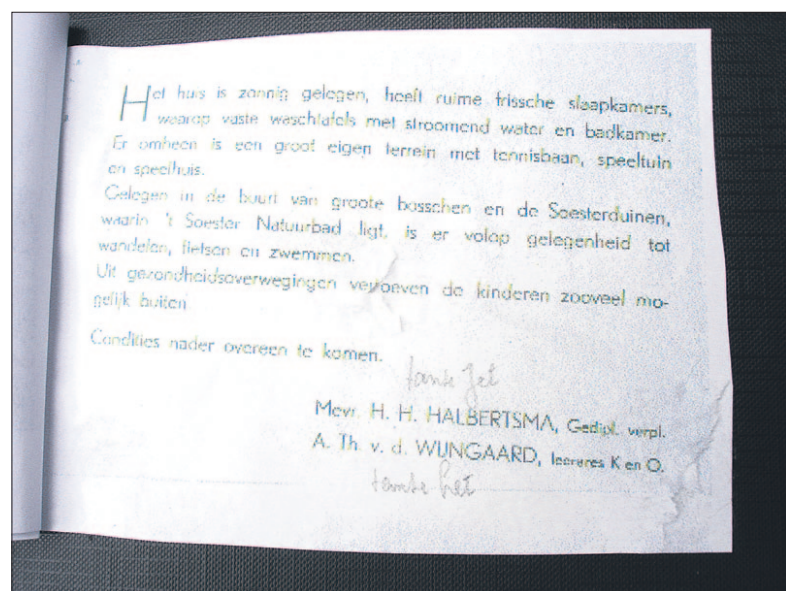 Het huis is zonnig gelegen, heeft ruime frissche slaapkamers,
waarop vaste waschtafels met stroomend water en badkamer.
Er omheen is een groot eigen terrein met tennisbaan, speeltuin
en speelhuis.
Gelegen in de buurt van groote bosschen en de Soesterduinen,
waarin 't Soester Natuurbad ligt, is er volop gelegenheid tot
wandelen, fietsen en zwemmen.
Uit gezondheidsoverwegingen vertoeven de kinderen zooveel mo-
gelijk buiten.
Condities nader overeen te komen.
tante Jet
Mevr. H. H. HALBERTSMA, Gedipl. verpl.
A. Th. v. d. WIJNGAARD, leerares K en O.
tante